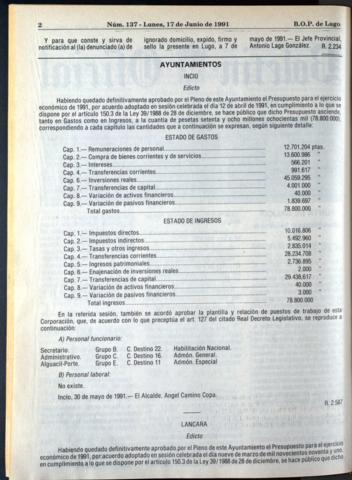 2 Núm. 137 - Lunes, 17 de Junio de 1991 B.O.P. de Lugo
Y para que conste y sirva de
notificación al (la) denunciado (a) de
ignorado domicilio, expido, firmo y
sello la presente en Lugo, a 7 de
mayo de 1991.— El Jefe Provincial,
Antonio Lage González. R. 2.234
AYUNTAMIENTOS
INCIO
Edicto
Habiendo quedado definitivamente aprobado por el Pleno de este Ayuntamiento el Presupuesto para el ejercicio
económico de 1991, por acuerdo adoptado en sesión celebrada el día 12 de abril de 1991, en cumplimiento a lo que se
dispone por el artículo 150.3 de la Ley 39/1988 de 28 de diciembre, se hace público que dicho Presupuesto asciende,
tanto en Gastos como en Ingresos, a la cuantía de pesetas setenta y ocho millones ochocientas mil (78.800.000),
correspondiendo a cada capítulo las cantidades que a continuación se expresan, según siguiente detalle:
ESTADO DE GASTOS
Cap. 1.— Remuneraciones de personal 12.701.204 ptas.
Cap. 2.— Compra de bienes corrientes y de servicios 13.600.986 "
Cap. 3.— Intereses 566.201 "
Cap. 4.— Transferencias corrientes 991.617 "
Cap. 6.— Inversiones reales 45.059.295 "
Cap. 7.— Transferencias de capital 4.001.000 "
Cap. 8.— Variación de activos financieros 40.000 "
Cap. 9.— Variación de pasivos financieros 1.839.697 "
Total gastos 78.800.000 "
ESTADO DE INGRESOS
Cap. 1.— Impuestos directos 10.016.806 "
Cap. 2.— Impuestos indirectos 5.492.960 "
Cap. 3.— Tasas y otros ingresos 2.835.014 "
Cap. 4.— Transferencias corrientes 28.234.708 "
Cap. 5.— Ingresos patrimoniales 2.736.895 "
Cap. 6.— Enajenación de inversiones reales 2.000 "
Cap. 7.— Transferencias de capital 29.438.617 "
Cap. 8.— Variación de activos financieros 40.000 "
Cap. 9.— Variación de pasivos financieros 3.000 "
Total ingresos 78.800.000 "
En la referida sesión, también se acordó aprobar la plantilla y relación de puestos de trabajo de esta
Corporación, que, de acuerdo con lo que preceptúa el art. 127 del citado Real Decreto Legislativo, se reproduce a
continuación:
A) Personal funcionario:
Secretario. Grupo B. C. Destino 22. Habilitación Nacional.
Administrativo. Grupo C. C. Destino 16. Admón. General.
Alguacil-Porte. Grupo E. C. Destino 11 Admón. Especial
B) Personal laboral:
No existe.
Incio, 30 de mayo de 1991.— El Alcalde, Angel Camino Copa.
R. 2.587
LANCARA
Edicto
Habiendo quedado definitivamente aprobado por el Pleno de este Ayuntamiento el Presupuesto para el ejercicio
económico de 1991, por acuerdo adoptado en sesión celebrada el día nueve de marzo de mil novecientos noventa y uno,
en cumplimiento a lo que se dispone por el artículo 150.3 de la Ley 39/1988 de 28 de diciembre, se hace público que dicho